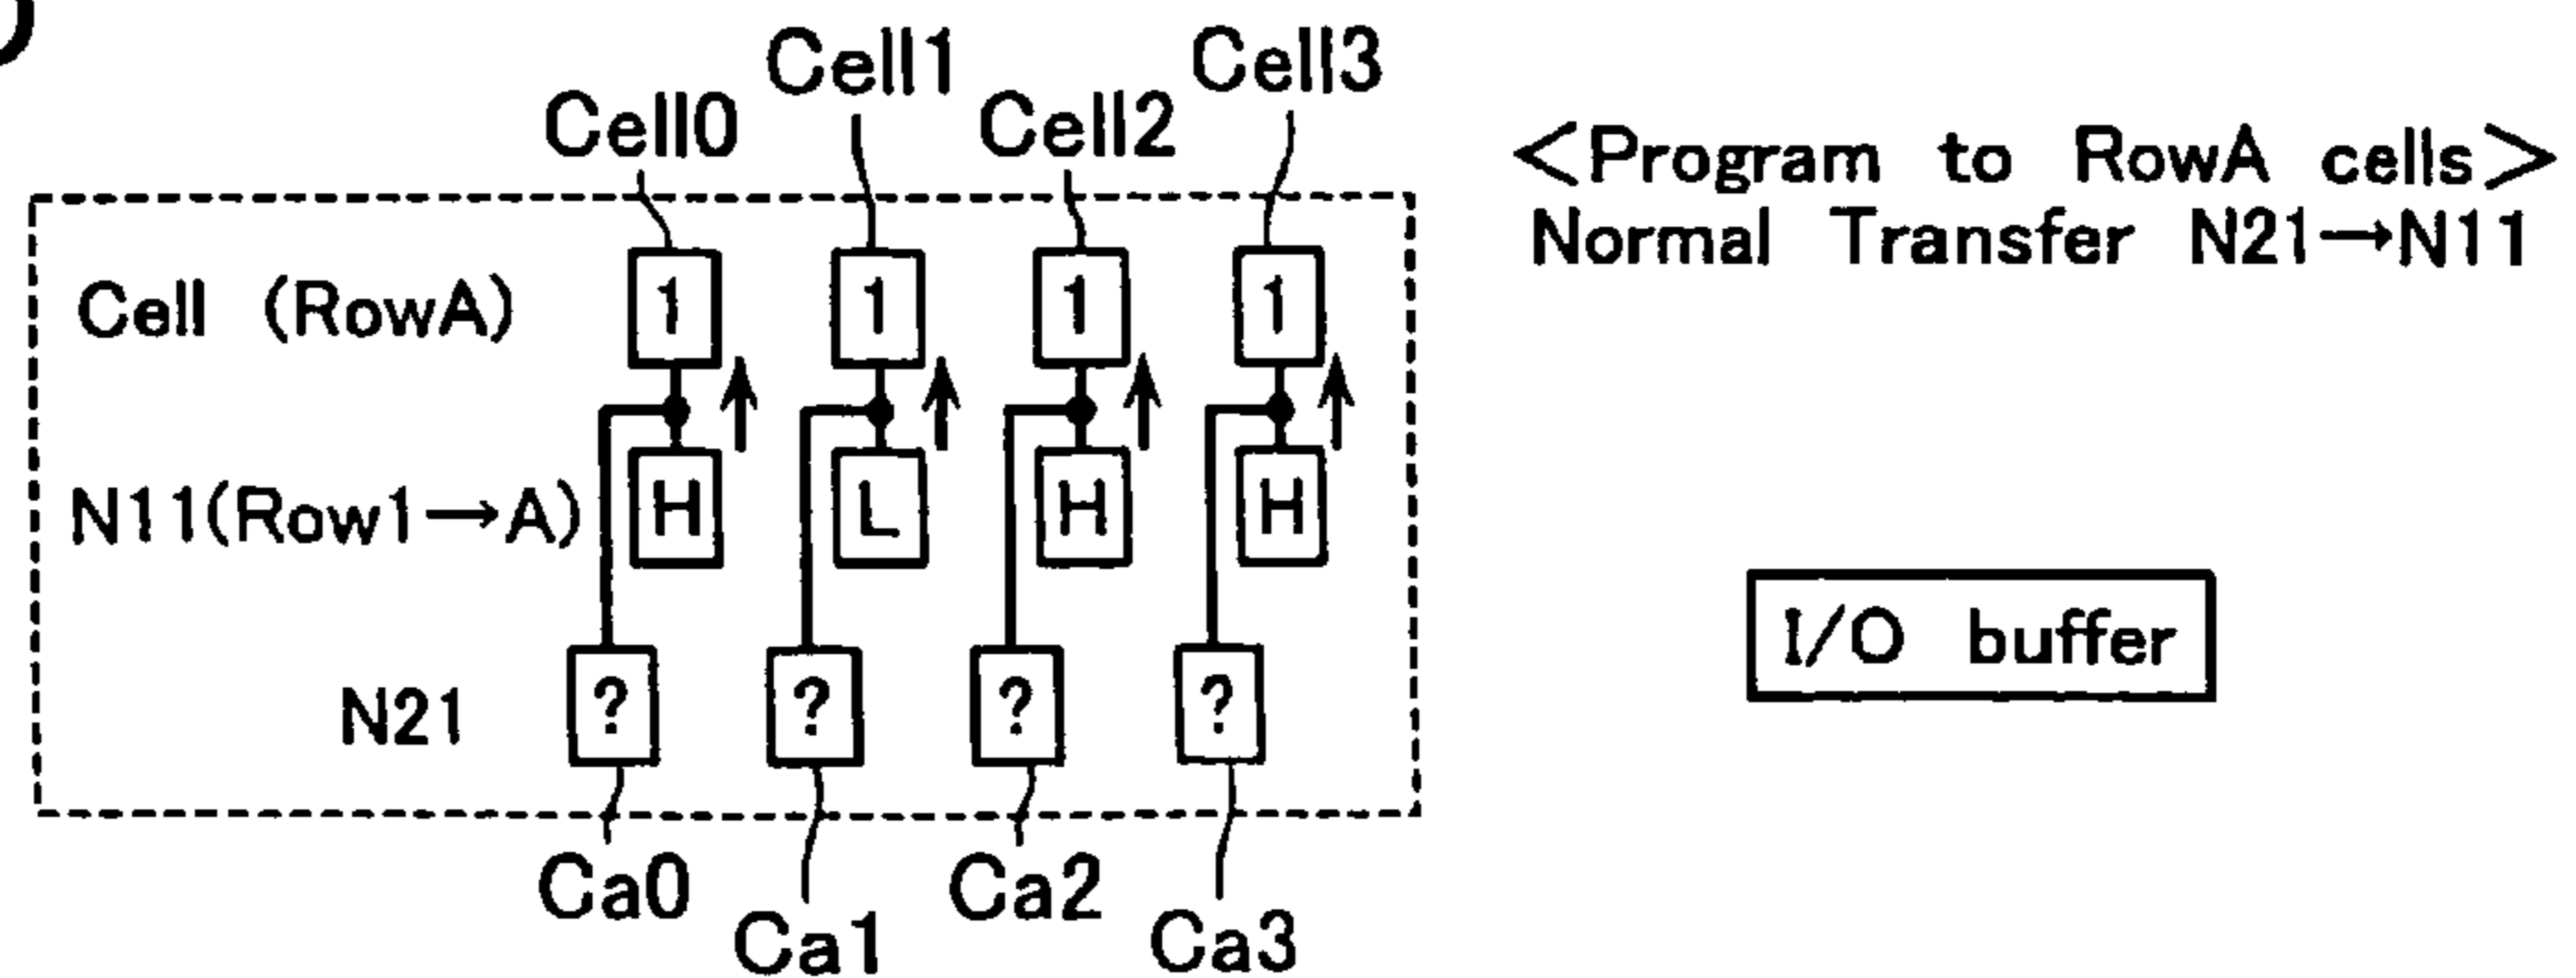 )
Cell0 Cell1 Cell2 Cell3
<Program to RowA cells>
Normal Transfer N21→N11
Cell (RowA) 1 1 1 1
N11(Row1→A) H L H H
I/O buffer
N21 ? ? ? ?
Ca0 Ca1 Ca2 Ca3